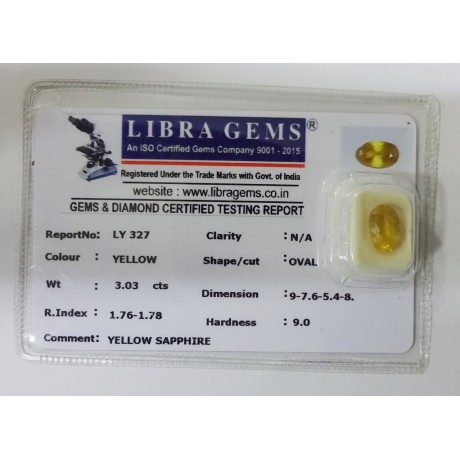 LIBRA GEMS®
An ISO Certified Gems Company 9001 - 2015
Registered Under the Trade Marks with Govt. of India
website : www.libragems.co.in
GEMS & DIAMOND CERTIFIED TESTING REPORT
ReportNo: LY 327 Clarity : N/A
Colour : YELLOW Shape/cut : OVAL
Wt : 3.03 cts Dimension : 9-7.6-5.4-8.
R.Index : 1.76-1.78 Hardness : 9.0
Comment: YELLOW SAPPHIRE